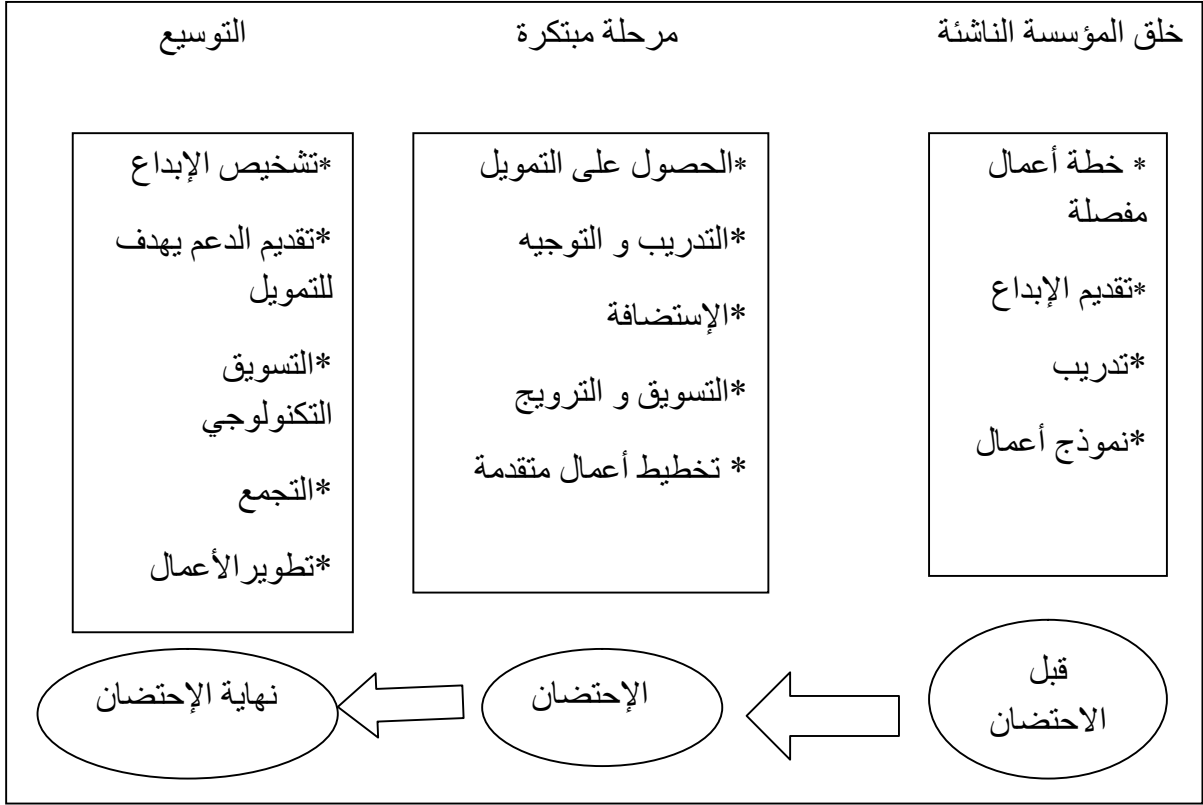 خلق المؤسسة الناشئة
مرحلة مبتكرة
التوسيع
* خطة أعمال
مفصلة
*تقديم الإبداع
*تدريب
*نموذج أعمال
*الحصول على التمويل
*التدريب و التوجيه
*الإستضافة
*التسويق و الترويج
* تخطيط أعمال متقدمة
*تشخيص الإبداع
*تقديم الدعم يهدف
للتمويل
*التسويق
التكنولوجي
*التجمع
*تطوير الأعمال
قبل
الاحتضان
الإحتضان
نهاية الإحتضان